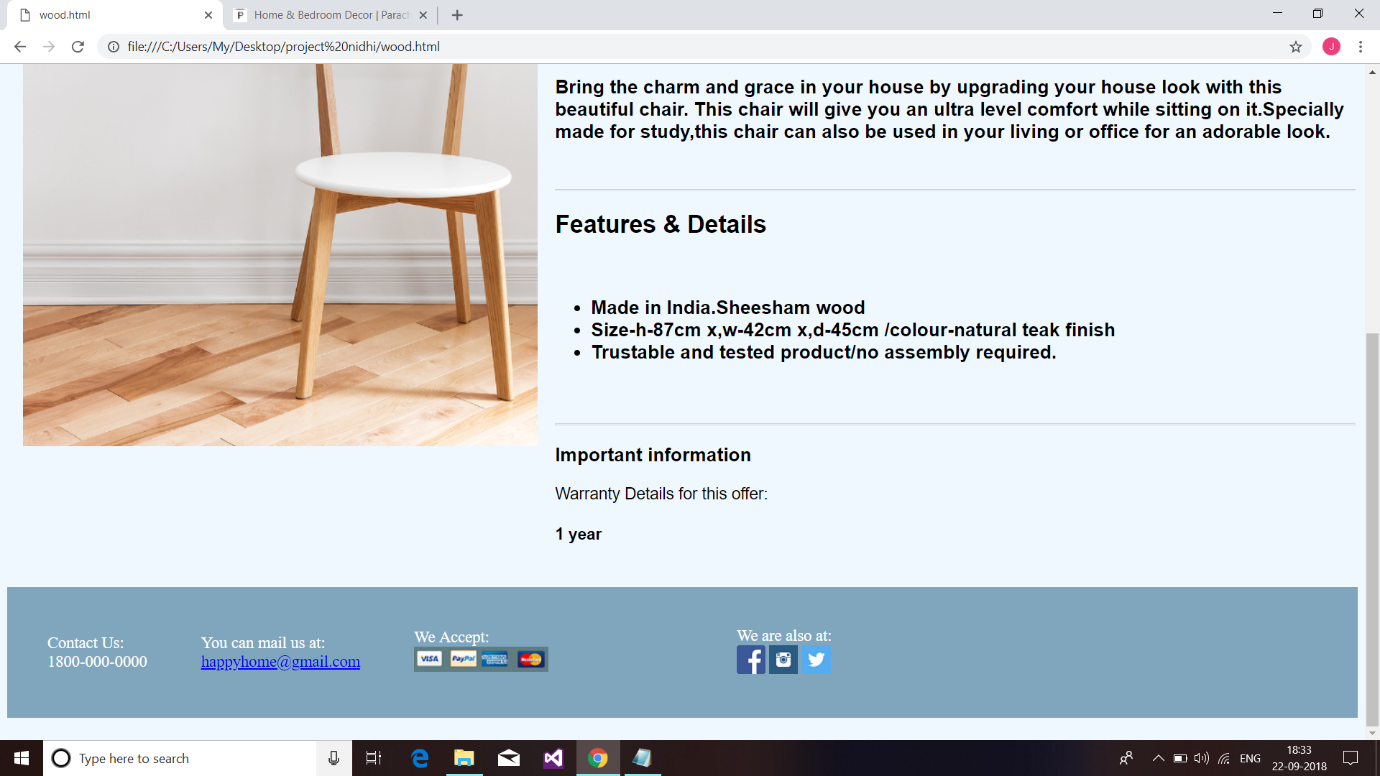 wood.html
P Home & Bedroom Decor | Parach
file:///C:/Users/My/Desktop/project%20nidhi/wood.html
J
Bring the charm and grace in your house by upgrading your house look with this
beautiful chair. This chair will give you an ultra level comfort while sitting on it.Specially
made for study,this chair can also be used in your living or office for an adorable look.
Features & Details
Made in India.Sheesham wood
Size-h-87cm x,w-42cm x,d-45cm /colour-natural teak finish
Trustable and tested product/no assembly required.
Important information
Warranty Details for this offer:
1 year
Contact Us:
1800-000-0000
You can mail us at:
happyhome@gmail.com
We Accept:
VISA PayPal
We are also at:
Type here to search
ENG
18:33
22-09-2018